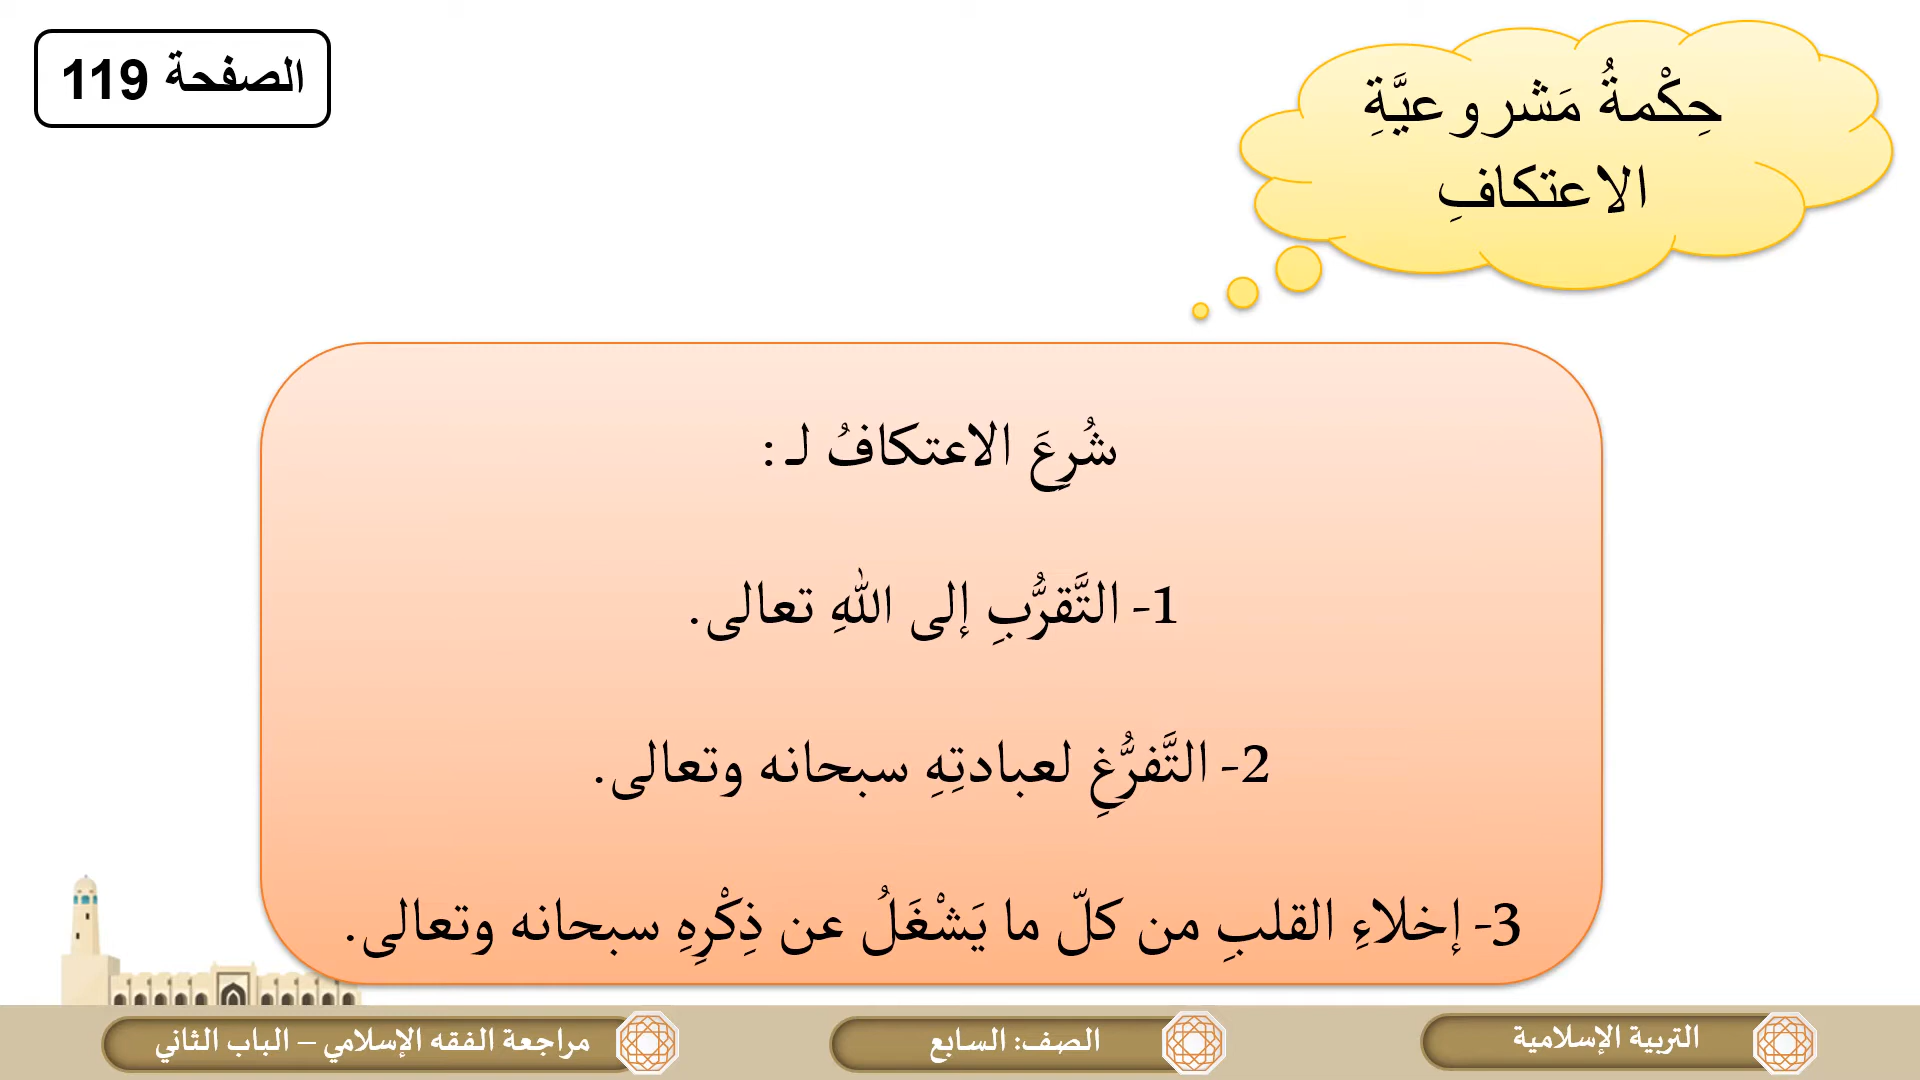 الصفحة 119
حِكْمةُ مَشروعيَّةِ
الاعتكافِ
شُرِعَ الاعتكافُ لـ :
1- التَّقرُّبِ إلى اللهِ تعالى.
2- التَّفرُّغِ لعبادتِهِ سبحانه وتعالى.
3- إخلاءِ القلبِ من كلّ ما يَشْغَلُ عن ذِكْرِهِ سبحانه وتعالى.
التربية الإسلامية
الصف: السابع
مراجعة الفقه الإسلامي – الباب الثاني